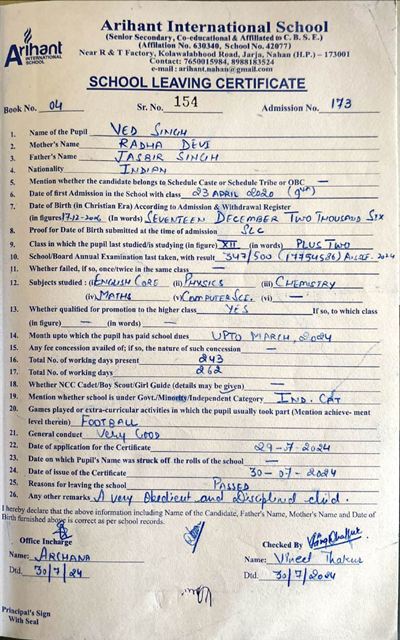 Arihant International School
(Senior Secondary, Co-educational & Affiliated to C. B. S. E.)
(Affilation No. 630340, School No. 42077)
Near R & T Factory, Kolawalabhood Road, Jarja, Nahan (H.P.) – 173001
Contact: 7650015984, 8988183524
e-mail : arihant.nahan@gmail.com
Arihant
INTERNATIONAL
SCHOOL
SCHOOL LEAVING CERTIFICATE
Book No. 04 Sr. No. 154 Admission No. 173
1. Name of the Pupil VED SINGH
2. Mother's Name RADHA DEVI
3. Father's Name JASBIR SINGH
4. Nationality INDIAN
5. Mention whether the candidate belongs to Schedule Caste or Schedule Tribe or OBC —
6. Date of first Admission in the School with class 23 APRIL 2020 (9th)
7. Date of Birth (in Christian Era) According to Admission & Withdrawal Register
(in figures) 17-12-2006 (In words) SEVENTEEN DECEMBER TWO THOUSAND SIX
8. Proof for Date of Birth submitted at the time of admission SLC
9. Class in which the pupil last studied/is studying (in figure) XII (in words) PLUS TWO
10. School/Board Annual Examination last taken, with result 347/500 (17754586) 2024
11. Whether failed, if so, once/twice in the same class —
12. Subjects studied : (i) ENGLISH CORE (ii) PHYSICS (iii) CHEMISTRY
(iv) MATHS (v) COMPUTER SCE. (vi) —
13. Whether qualified for promotion to the higher class YES If so, to which class
(in figure) — (in words) —
14. Month upto which the pupil has paid school dues UPTO MARCH, 2024
15. Any fee concession availed of; if so, the nature of such concession —
16. Total No. of working days present 243
17. Total No. of working days 262
18. Whether NCC Cadet/Boy Scout/Girl Guide (details may be given) —
19. Mention whether school is under Govt./Minority/Independent Category IND. CAT
20. Games played or extra-curricular activities in which the pupil usually took part (Mention achieve- ment
level therein) FOOTBALL
21. General conduct Very Good
22. Date of application for the Certificate 29-7-2024
23. Date on which Pupil's Name was struck off the rolls of the school —
24. Date of issue of the Certificate 30-07-2024
25. Reasons for leaving the school PASSED
26. Any other remarks A very Obedient and Disciplined child.
I hereby declare that the above information including Name of the Candidate, Father's Name, Mother's Name and Date of
Birth furnished above is correct as per school records.
Office Incharge Checked By
Name: ARCHANA Name: Vineet Thakur
Dtd. 30/7/24 Dtd. 30/7/2024
Principal's Sign
With Seal